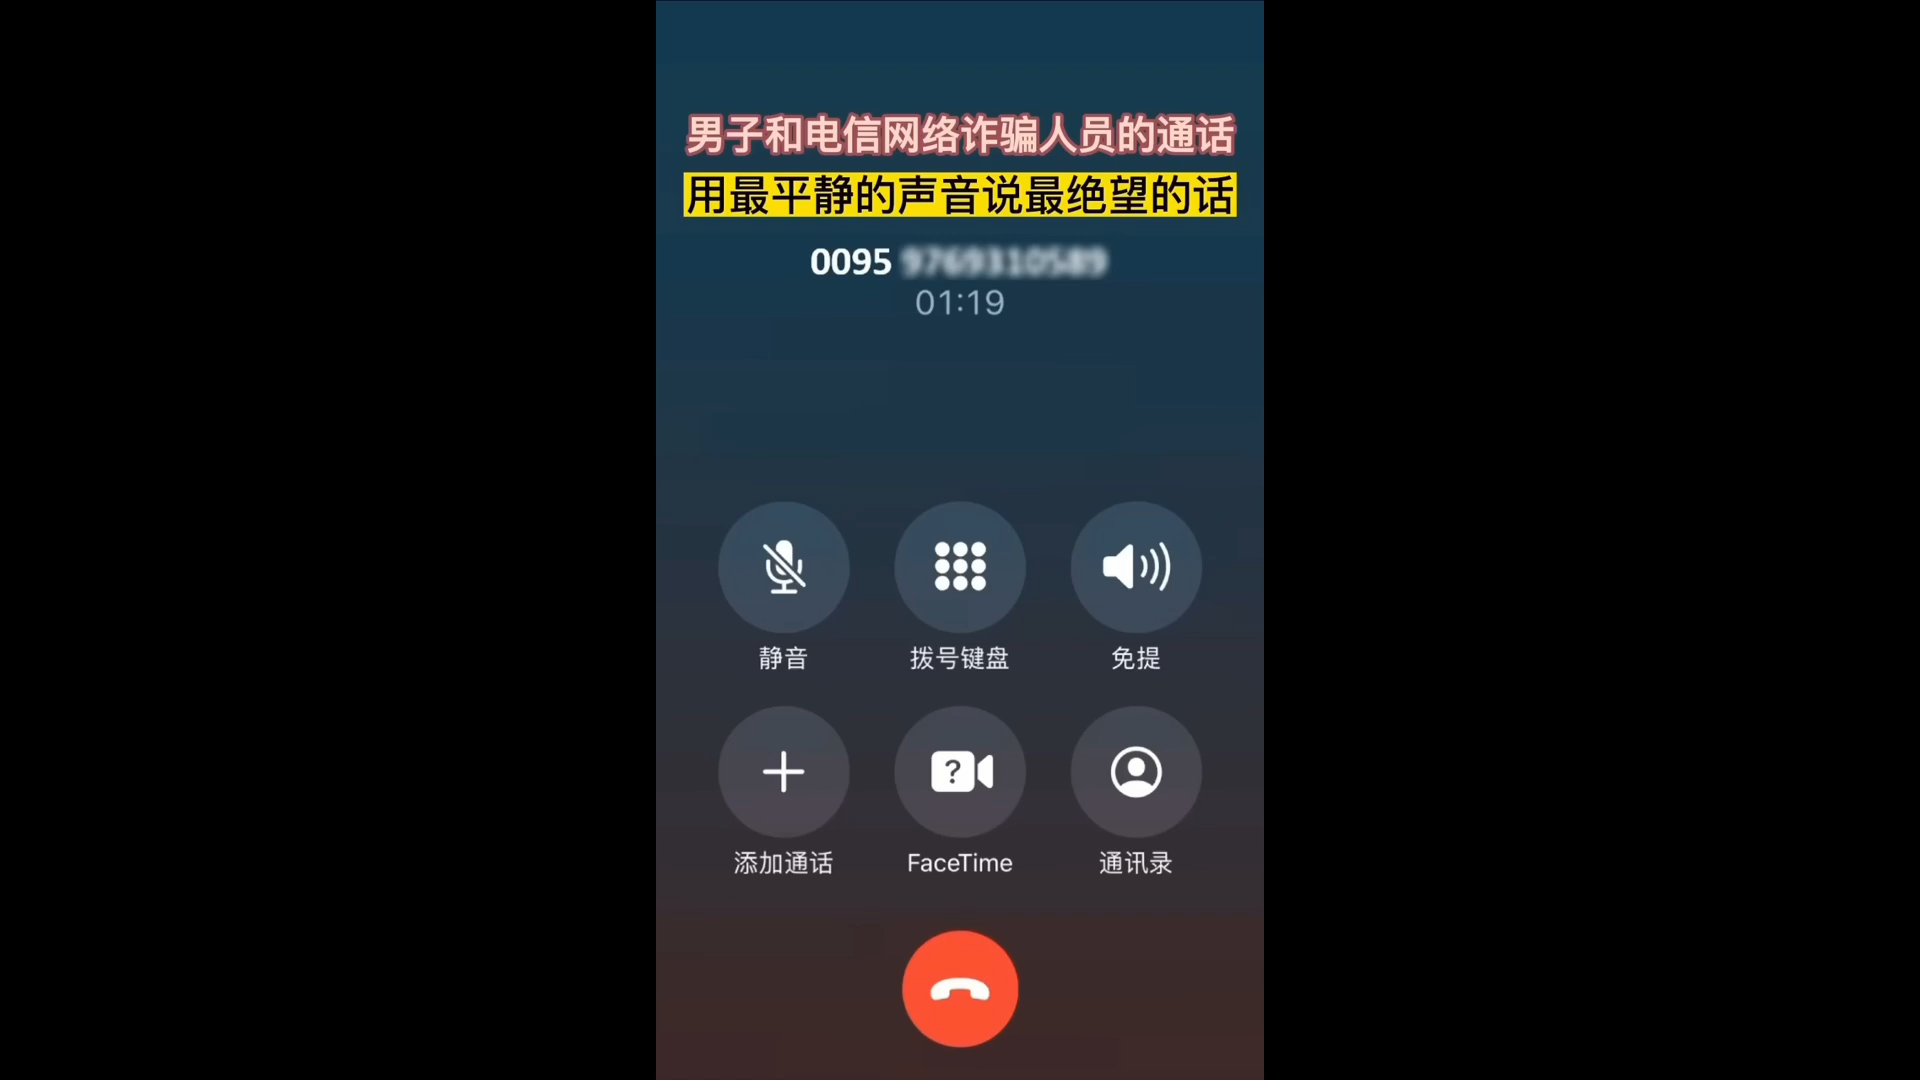 男子和电信网络诈骗人员的通话
用最平静的声音说最绝望的话
0095
01:19
静音
拨号键盘
免提
添加通话
FaceTime
通讯录